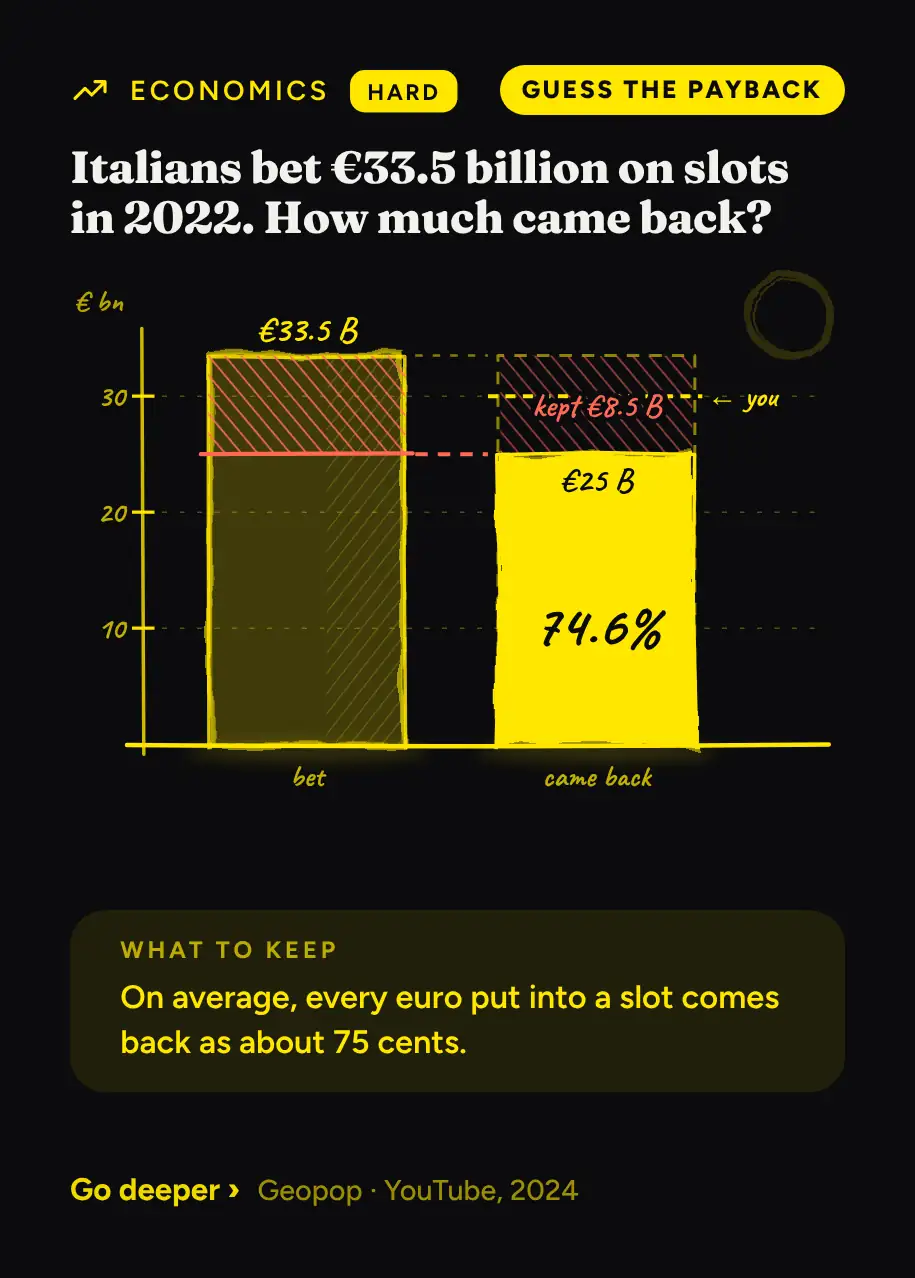 ECONOMICS HARD GUESS THE PAYBACK
Italians bet €33.5 billion on slots
in 2022. How much came back?
€ bn
€33.5 B
30
kept €8.5 B
← you
€25 B
20
10
74.6%
bet
came back
WHAT TO KEEP
On average, every euro put into a slot comes
back as about 75 cents.
Go deeper › Geopop · YouTube, 2024